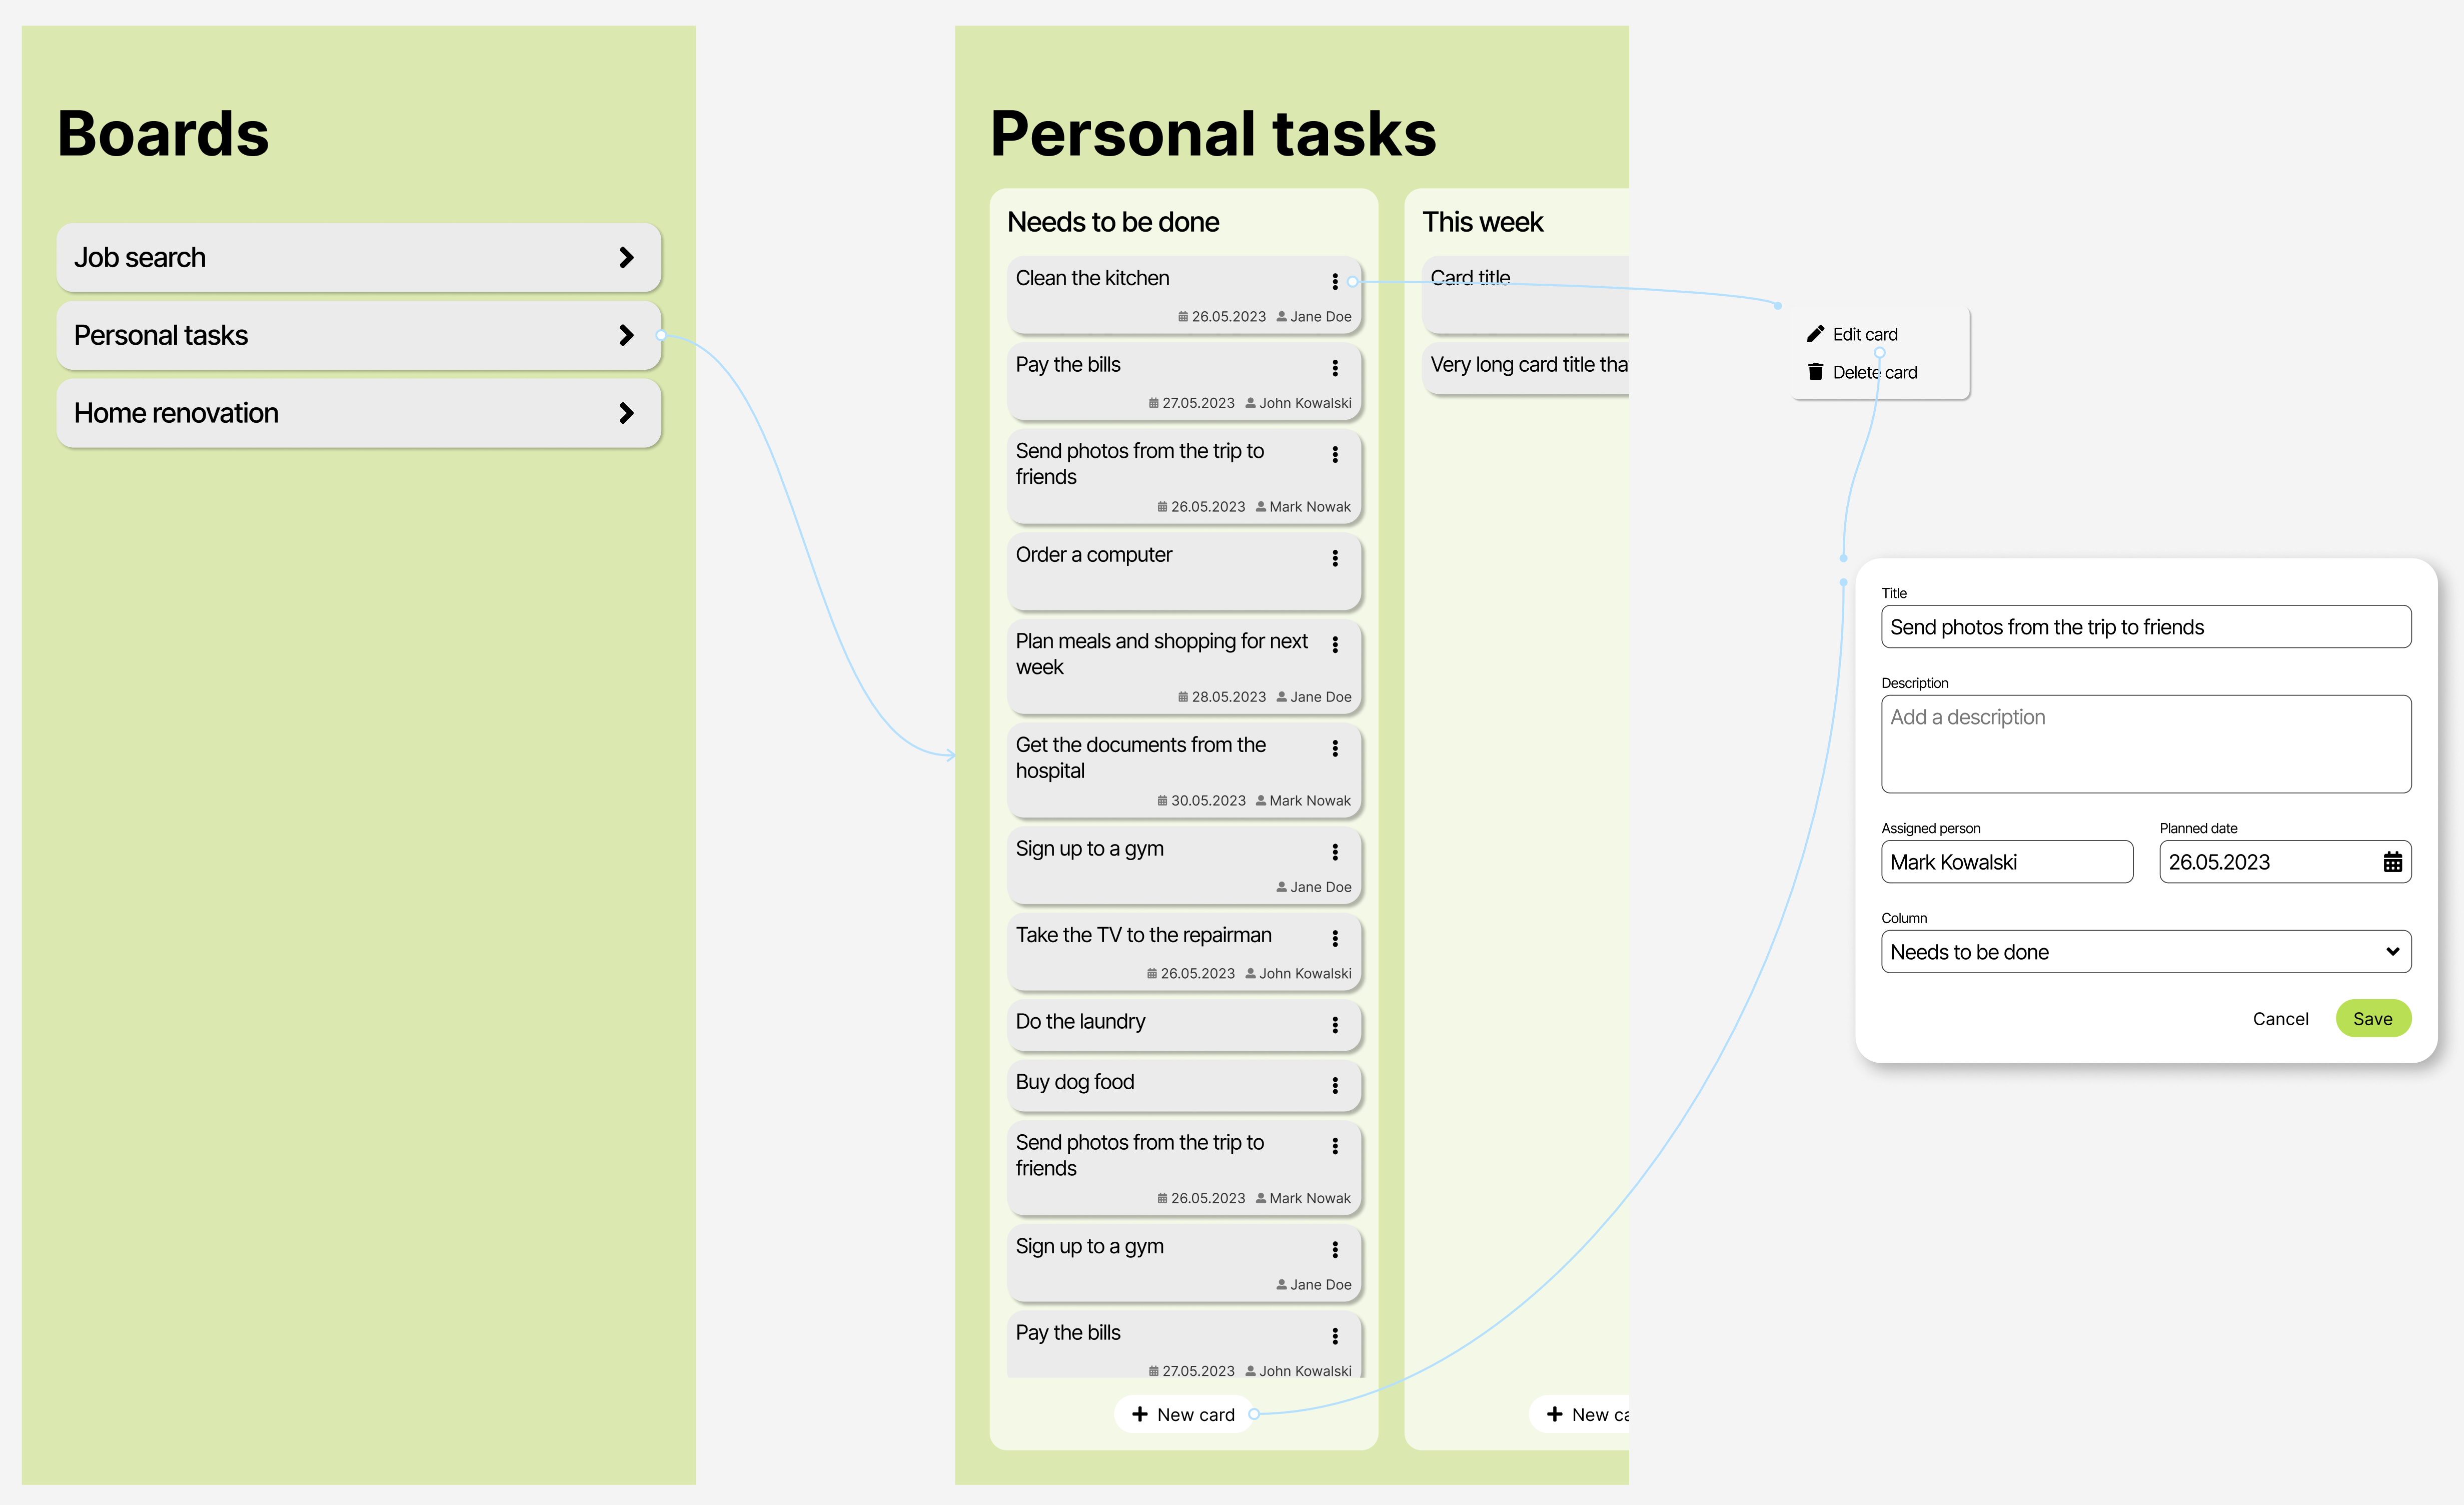 Boards
Job search
Personal tasks
Home renovation
Personal tasks
Needs to be done
Clean the kitchen
26.05.2023 Jane Doe
Pay the bills
27.05.2023 John Kowalski
Send photos from the trip to
friends
26.05.2023 Mark Nowak
Order a computer
Plan meals and shopping for next
week
28.05.2023 Jane Doe
Get the documents from the
hospital
30.05.2023 Mark Nowak
Sign up to a gym
Jane Doe
Take the TV to the repairman
26.05.2023 John Kowalski
Do the laundry
Buy dog food
Send photos from the trip to
friends
26.05.2023 Mark Nowak
Sign up to a gym
Jane Doe
Pay the bills
27.05.2023 John Kowalski
New card
This week
Card title
Very long card title tha
New ca
Edit card
Delete card
Title
Send photos from the trip to friends
Description
Add a description
Assigned person
Planned date
Mark Kowalski
26.05.2023
Column
Needs to be done
Cancel
Save